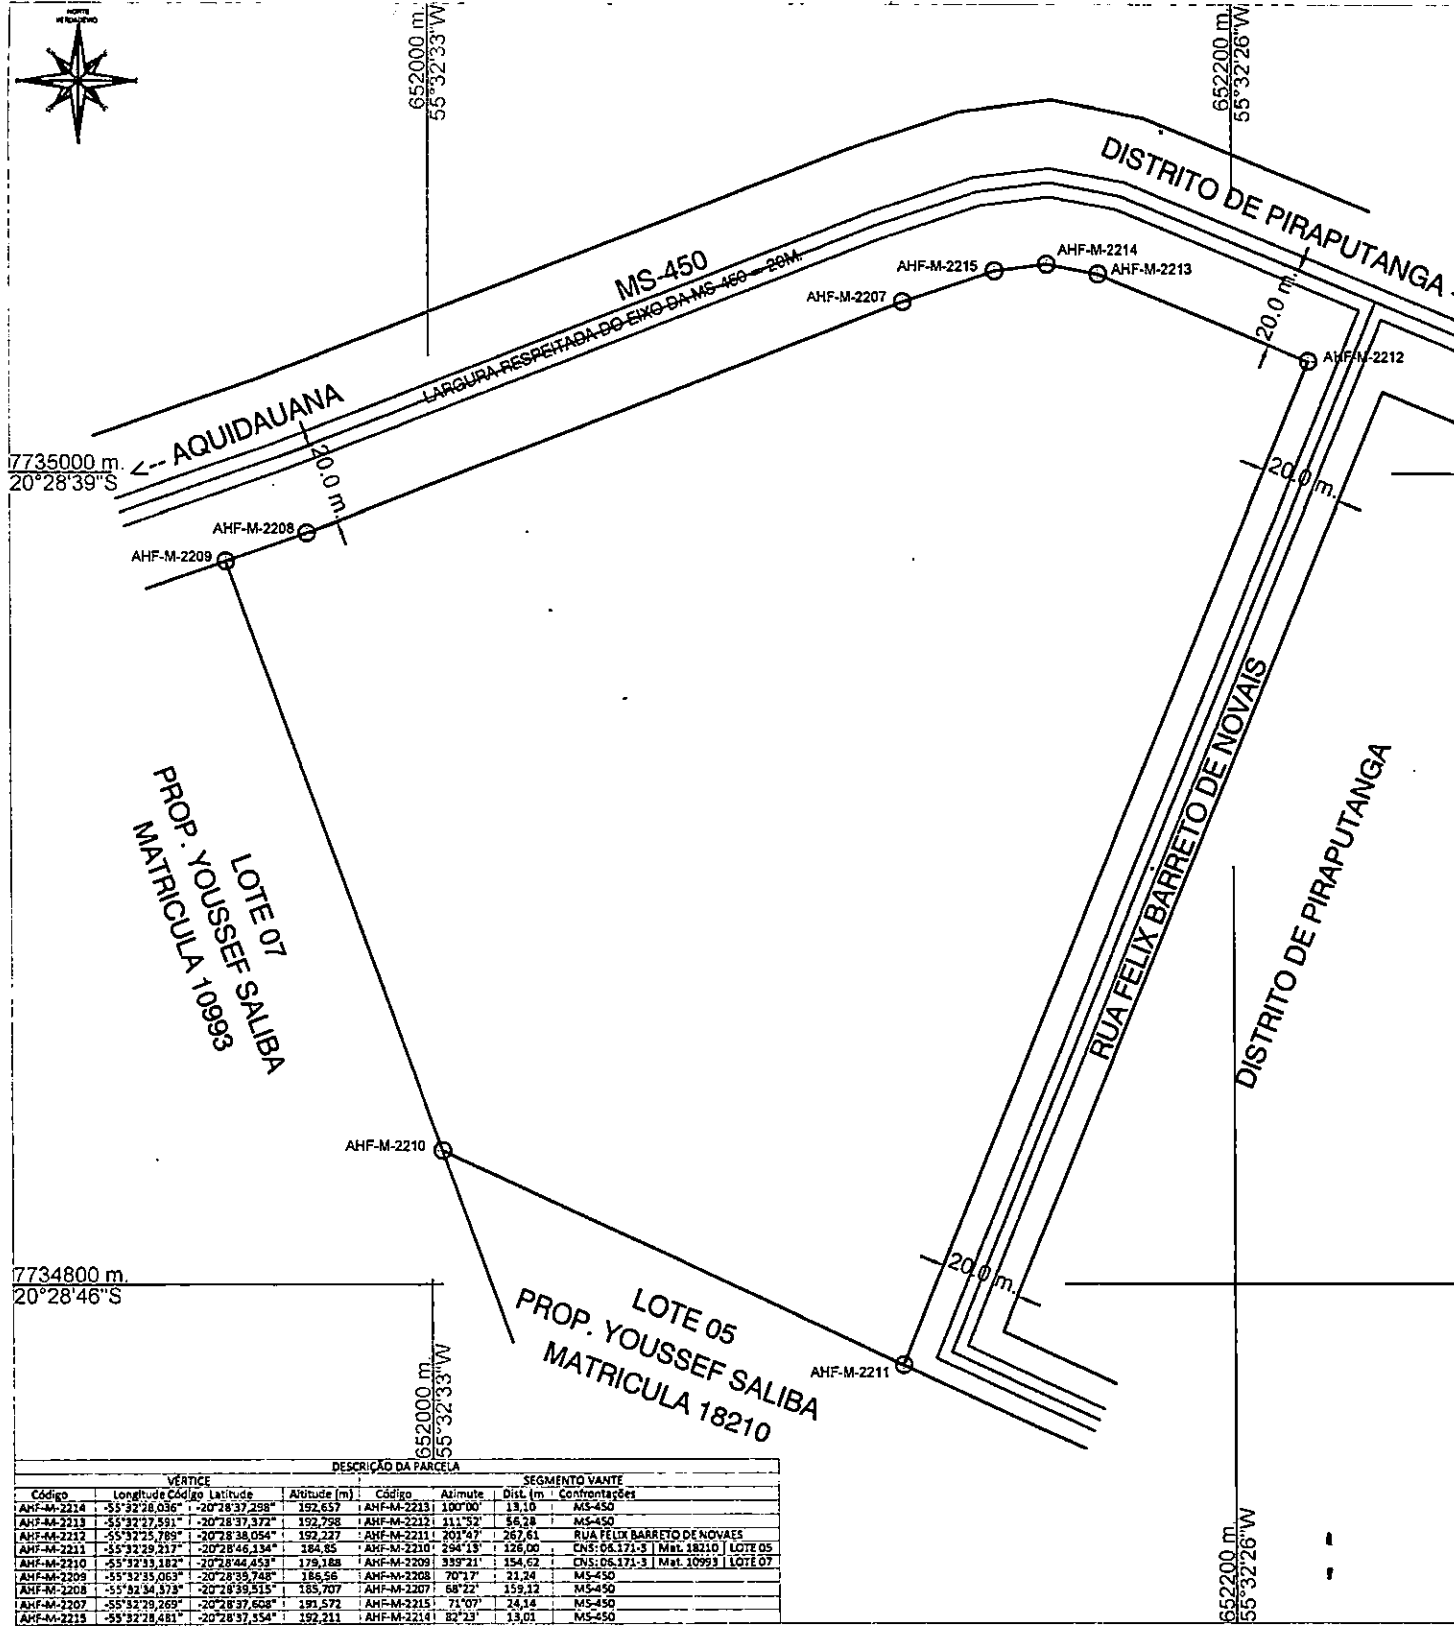 NORTE
VERDADEIRO
652000 m.
55°32'33"W
652200 m.
55°32'26"W
DISTRITO DE PIRAPUTANGA
MS-450
LARGURA RESPEITADA DO EIXO DA MS-450 = 20M.
AHF-M-2214
AHF-M-2215
AHF-M-2213
AHF-M-2207
20.0 m.
AHF-M-2212
<-- AQUIDAUANA
7735000 m.
20°28'39"S
20.0 m.
20.0 m.
AHF-M-2208
AHF-M-2209
RUA FELIX BARRETO DE NOVAIS
DISTRITO DE PIRAPUTANGA
LOTE 07
PROP. YOUSSEF SALIBA
MATRICULA 10993
AHF-M-2210
7734800 m.
20°28'46"S
20.0 m.
LOTE 05
PROP. YOUSSEF SALIBA
MATRICULA 18210
AHF-M-2211
652000 m.
55°32'33"W
652200 m.
55°32'26"W
DESCRIÇÃO DA PARCELA
VÉRTICE SEGMENTO VANTE
Código Longitude Código Latitude Altitude (m) Código Azimute Dist. (m Confrontações
AHF-M-2214 -55°32'28,036" -20°28'37,298" 192,657 AHF-M-2213 100°00' 13,10 MS-450
AHF-M-2213 -55°32'27,591" -20°28'37,372" 192,798 AHF-M-2212 111°52' 56,28 MS-450
AHF-M-2212 -55°32'25,789" -20°28'38,054" 192,227 AHF-M-2211 201°47' 267,61 RUA FELIX BARRETO DE NOVAES
AHF-M-2211 -55°32'29,217" -20°28'46,134" 184,85 AHF-M-2210 294°13' 126,00 CNS: 06.171-3 | Mat. 18210 | LOTE 05
AHF-M-2210 -55°32'33,182" -20°28'44,453" 179,188 AHF-M-2209 339°21' 154,62 CNS: 06.171-3 | Mat. 10993 | LOTE 07
AHF-M-2209 -55°32'35,063" -20°28'39,748" 186,56 AHF-M-2208 70°17' 21,24 MS-450
AHF-M-2208 -55°32'34,373" -20°28'39,515" 185,707 AHF-M-2207 68°22' 159,12 MS-450
AHF-M-2207 -55°32'29,269" -20°28'37,608" 191,572 AHF-M-2215 71°07' 24,14 MS-450
AHF-M-2215 -55°32'28,481" -20°28'37,354" 192,211 AHF-M-2214 82°23' 13,01 MS-450